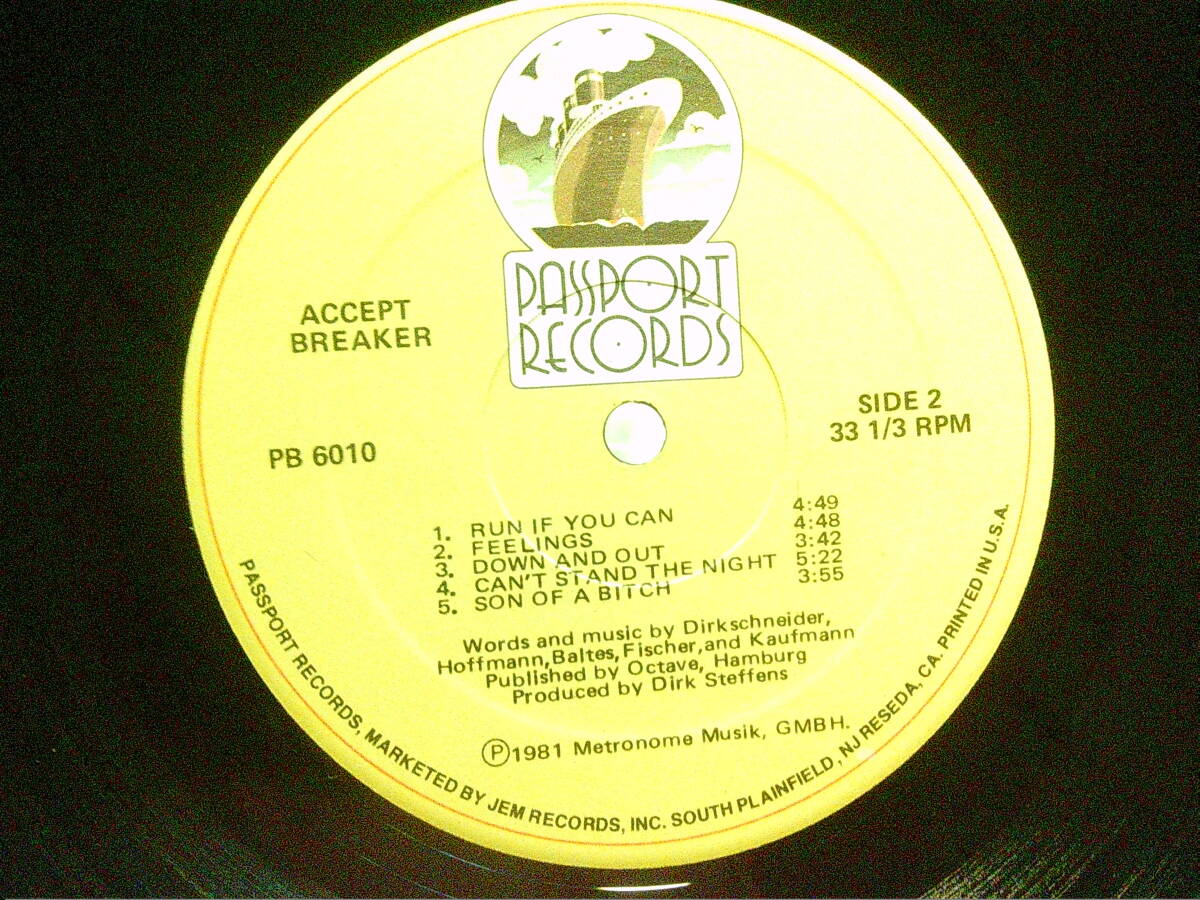 PASSPORT
RECORDS
ACCEPT
BREAKER
PB 6010
SIDE 2
33 1/3 RPM
1. RUN IF YOU CAN 4:49
2. FEELINGS 4:48
3. DOWN AND OUT 3:42
4. CAN'T STAND THE NIGHT 5:22
5. SON OF A BITCH 3:55
Words and music by Dirkschneider,
Hoffmann, Baltes, Fischer, and Kaufmann
Published by Octave, Hamburg
Produced by Dirk Steffens
Ⓟ1981 Metronome Musik, GMBH.
PASSPORT RECORDS, MARKETED BY JEM RECORDS, INC. SOUTH PLAINFIELD, NJ RESEDA, CA. PRINTED IN U.S.A.